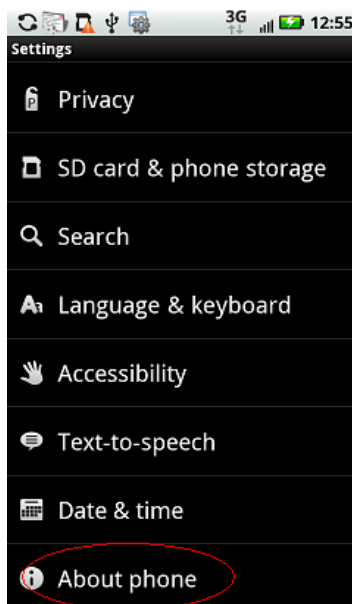 3G 12:55
Settings
Privacy
SD card & phone storage
Search
Language & keyboard
Accessibility
Text-to-speech
Date & time
About phone